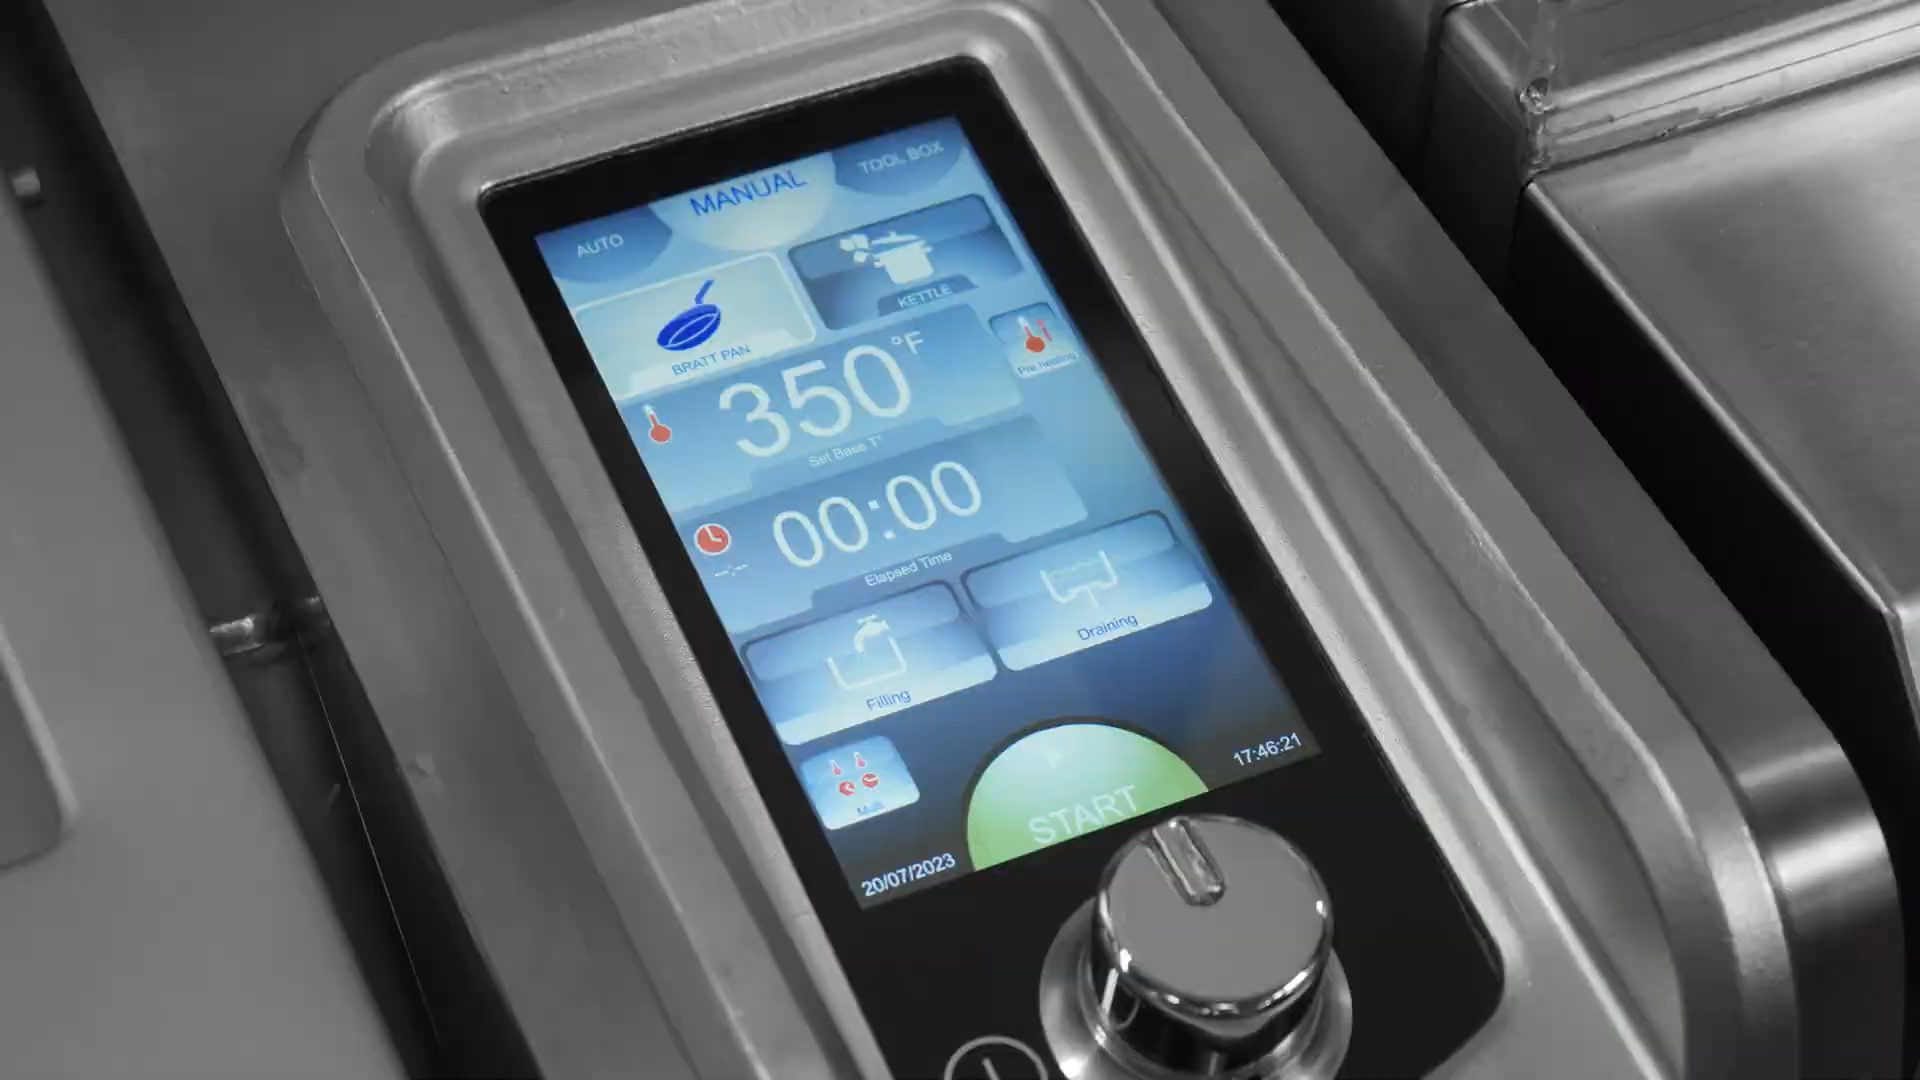 AUTO
MANUAL
TOOL BOX
BRATT PAN
KETTLE
350 °F
Set Base T°
Pre heating
00:00
Elapsed Time
-:-
Filling
Draining
Multi
START
20/07/2023
17:46:21